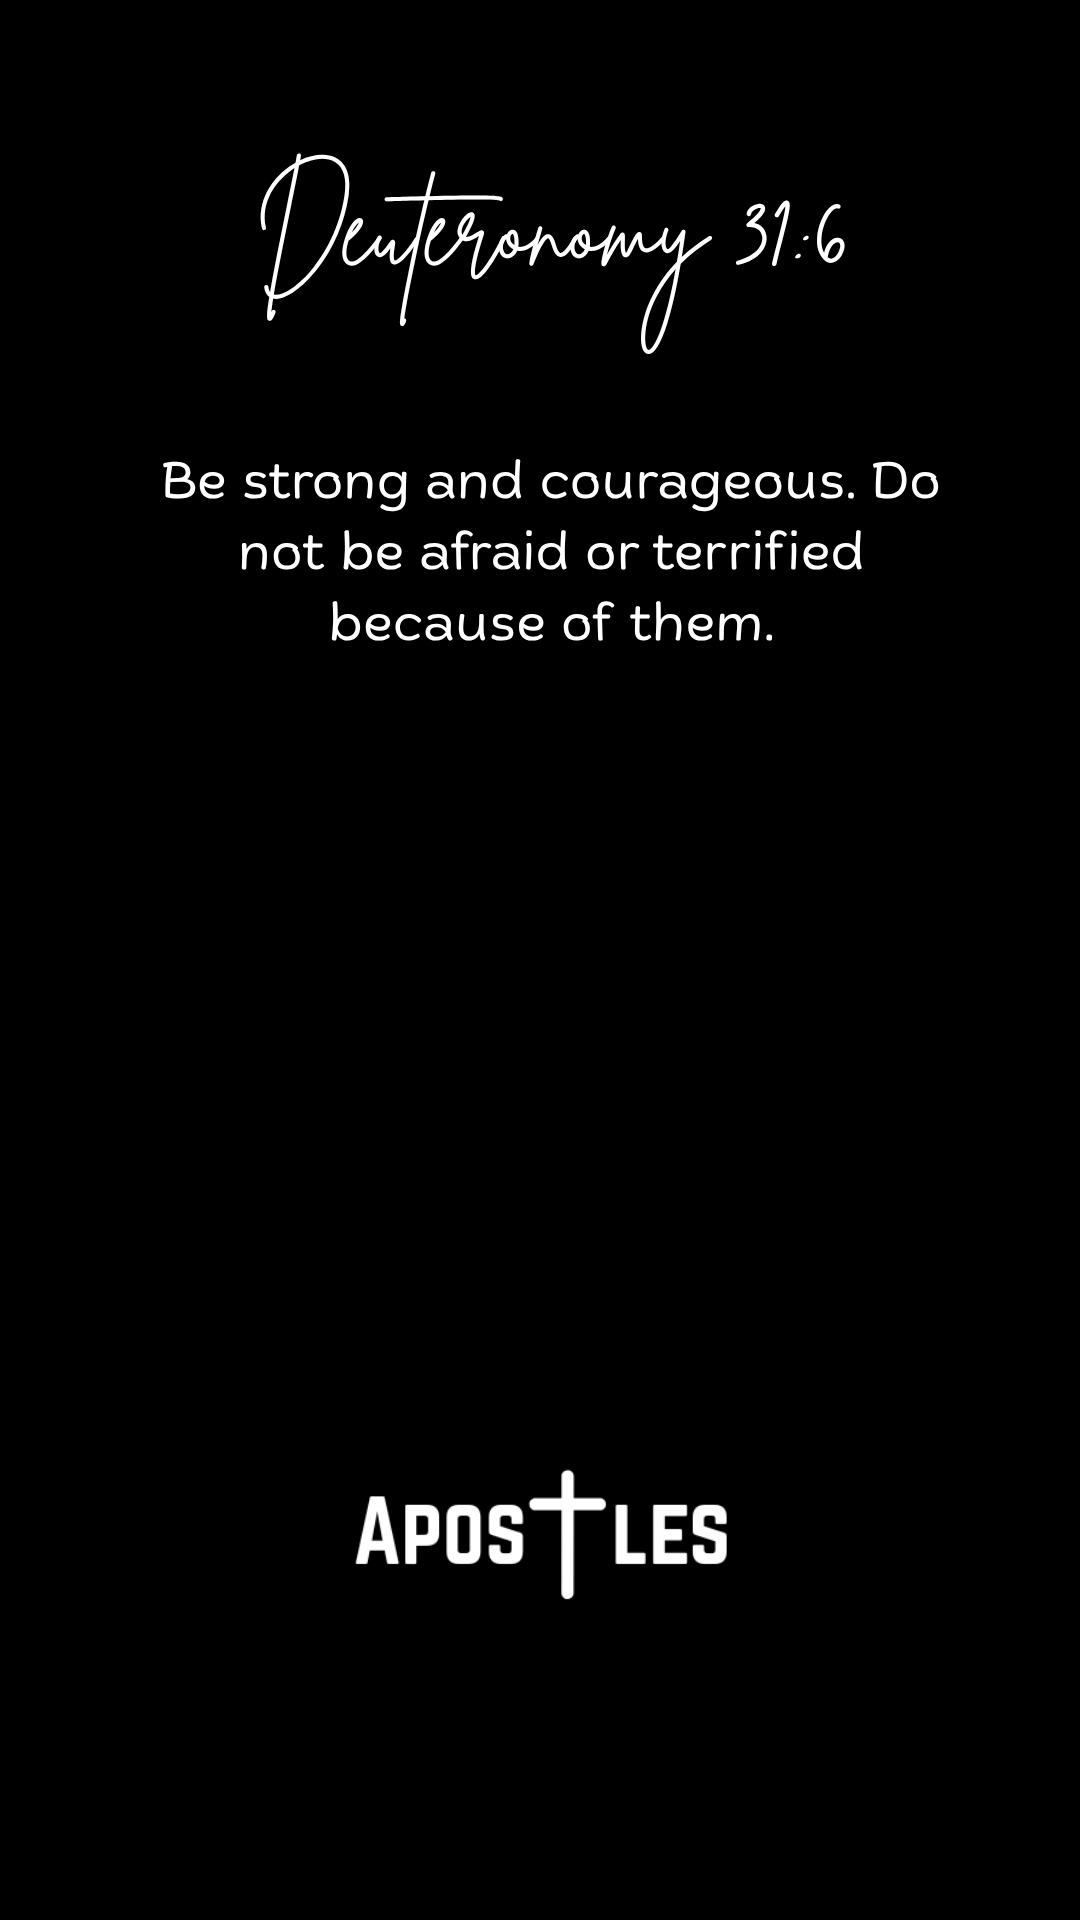 Deuteronomy 31:6
Be strong and courageous. Do
not be afraid or terrified
because of them.
APOSTLES